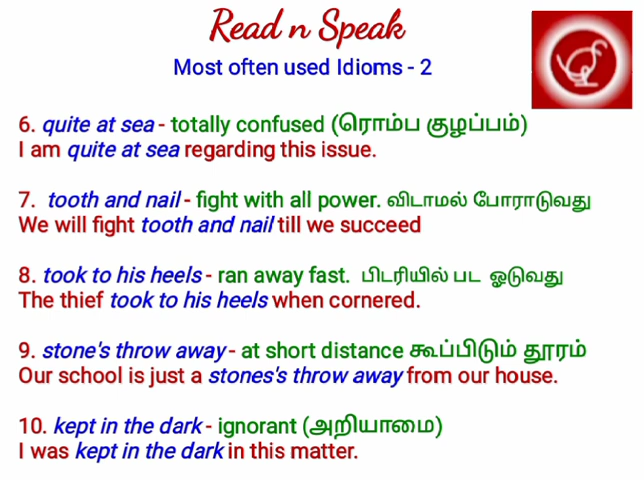 Read n Speak
Most often used Idioms - 2
6. quite at sea - totally confused (ரொம்ப குழப்பம்)
I am quite at sea regarding this issue.
7. tooth and nail - fight with all power. விடாமல் போராடுவது
We will fight tooth and nail till we succeed
8. took to his heels - ran away fast. பிடரியில் பட ஓடுவது
The thief took to his heels when cornered.
9. stone's throw away - at short distance கூப்பிடும் தூரம்
Our school is just a stones's throw away from our house.
10. kept in the dark - ignorant (அறியாமை)
I was kept in the dark in this matter.